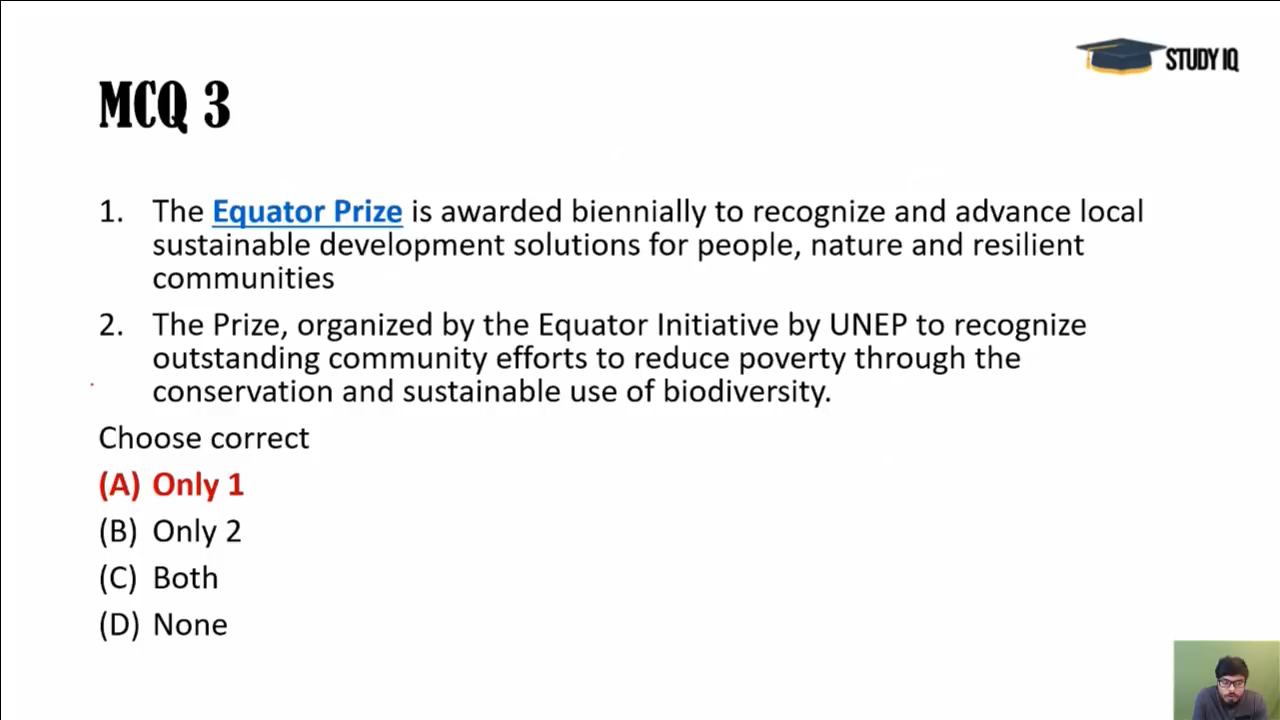 STUDY IQ
MCQ 3
1. The Equator Prize is awarded biennially to recognize and advance local
sustainable development solutions for people, nature and resilient
communities
2. The Prize, organized by the Equator Initiative by UNEP to recognize
outstanding community efforts to reduce poverty through the
conservation and sustainable use of biodiversity.
Choose correct
(A) Only 1
(B) Only 2
(C) Both
(D) None